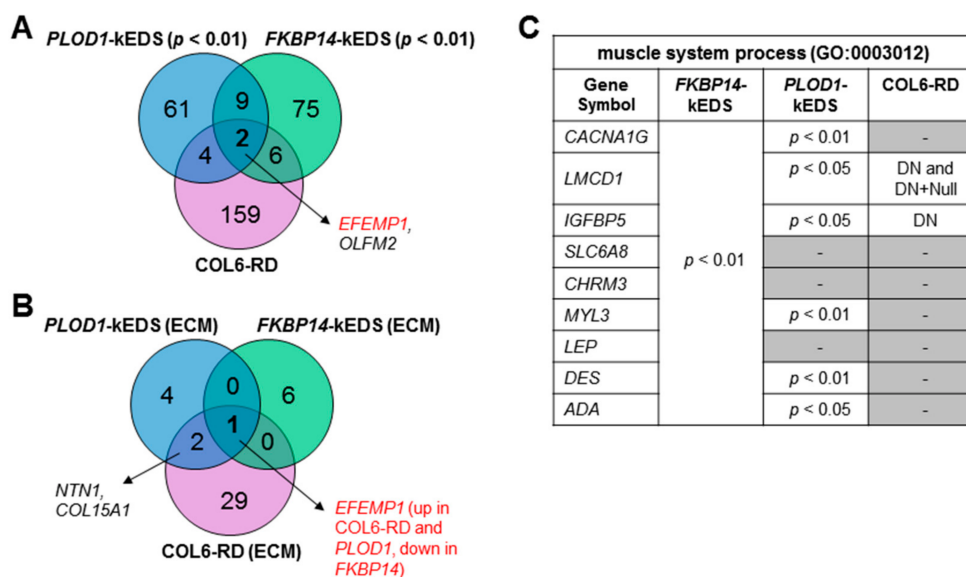 A
PLOD1-kEDS (p < 0.01)
FKBP14-kEDS (p < 0.01)
61
9
75
2
4
6
159
EFEMP1,
OLFM2
COL6-RD
B
PLOD1-kEDS (ECM)
FKBP14-kEDS (ECM)
4
0
6
1
2
0
29
NTN1,
COL15A1
EFEMP1 (up in
COL6-RD and
PLOD1, down in
FKBP14)
COL6-RD (ECM)
C
muscle system process (GO:0003012)
Gene Symbol FKBP14-kEDS PLOD1-kEDS COL6-RD
CACNA1G p < 0.01 -
LMCD1 p < 0.05 DN and
DN+Null
IGFBP5 p < 0.05 DN
SLC6A8 - -
p < 0.01
CHRM3 - -
MYL3 p < 0.01 -
LEP - -
DES p < 0.01 -
ADA p < 0.05 -